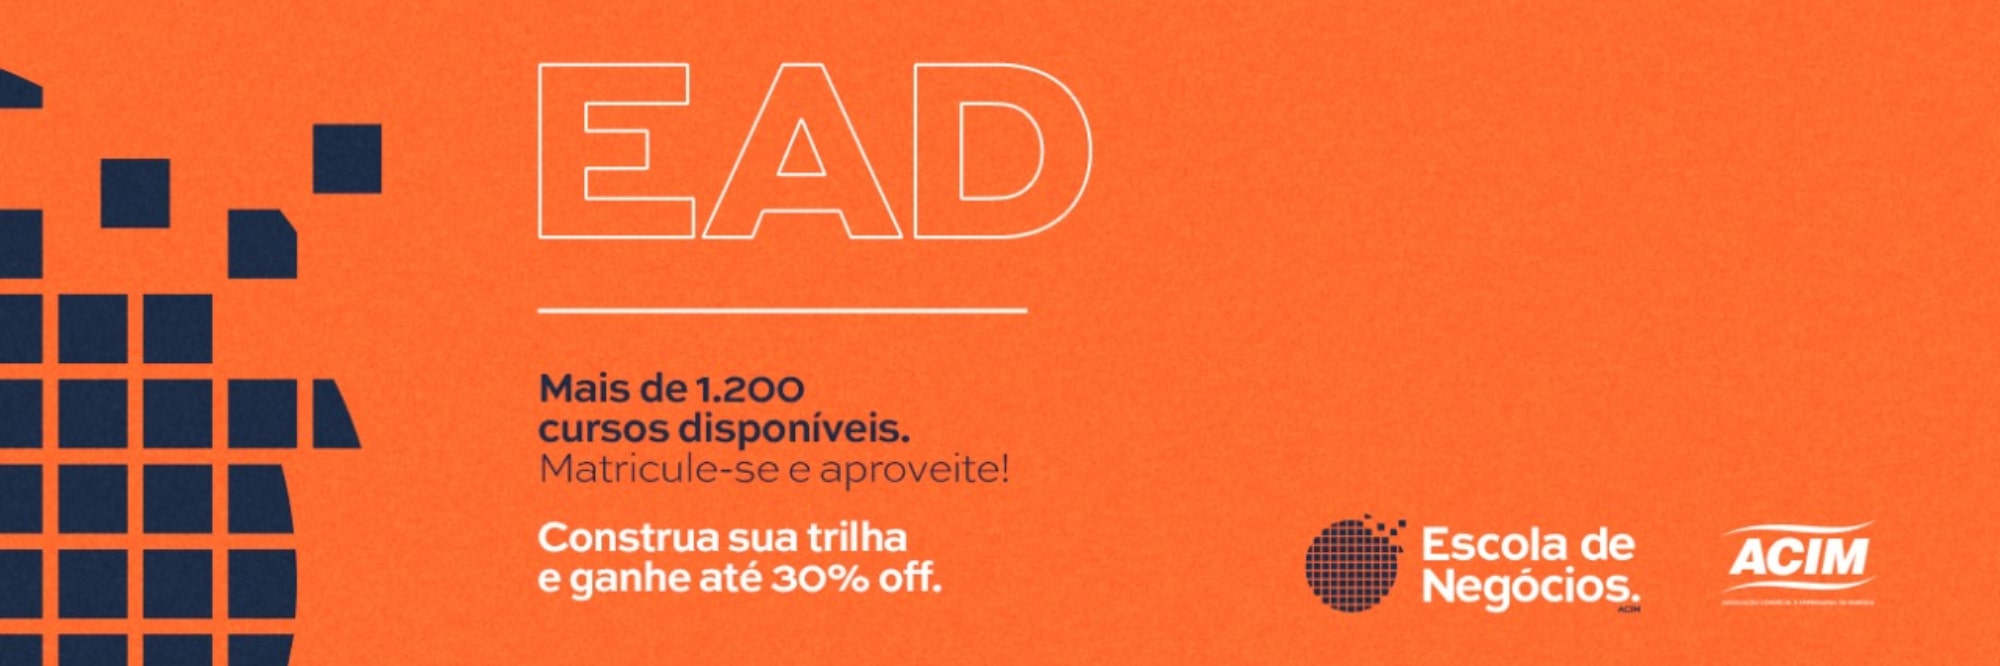 EAD
Mais de 1.200
cursos disponíveis.
Matricule-se e aproveite!
Construa sua trilha
e ganhe até 30% off.
Escola de
Negócios.
ACIM
ACIM